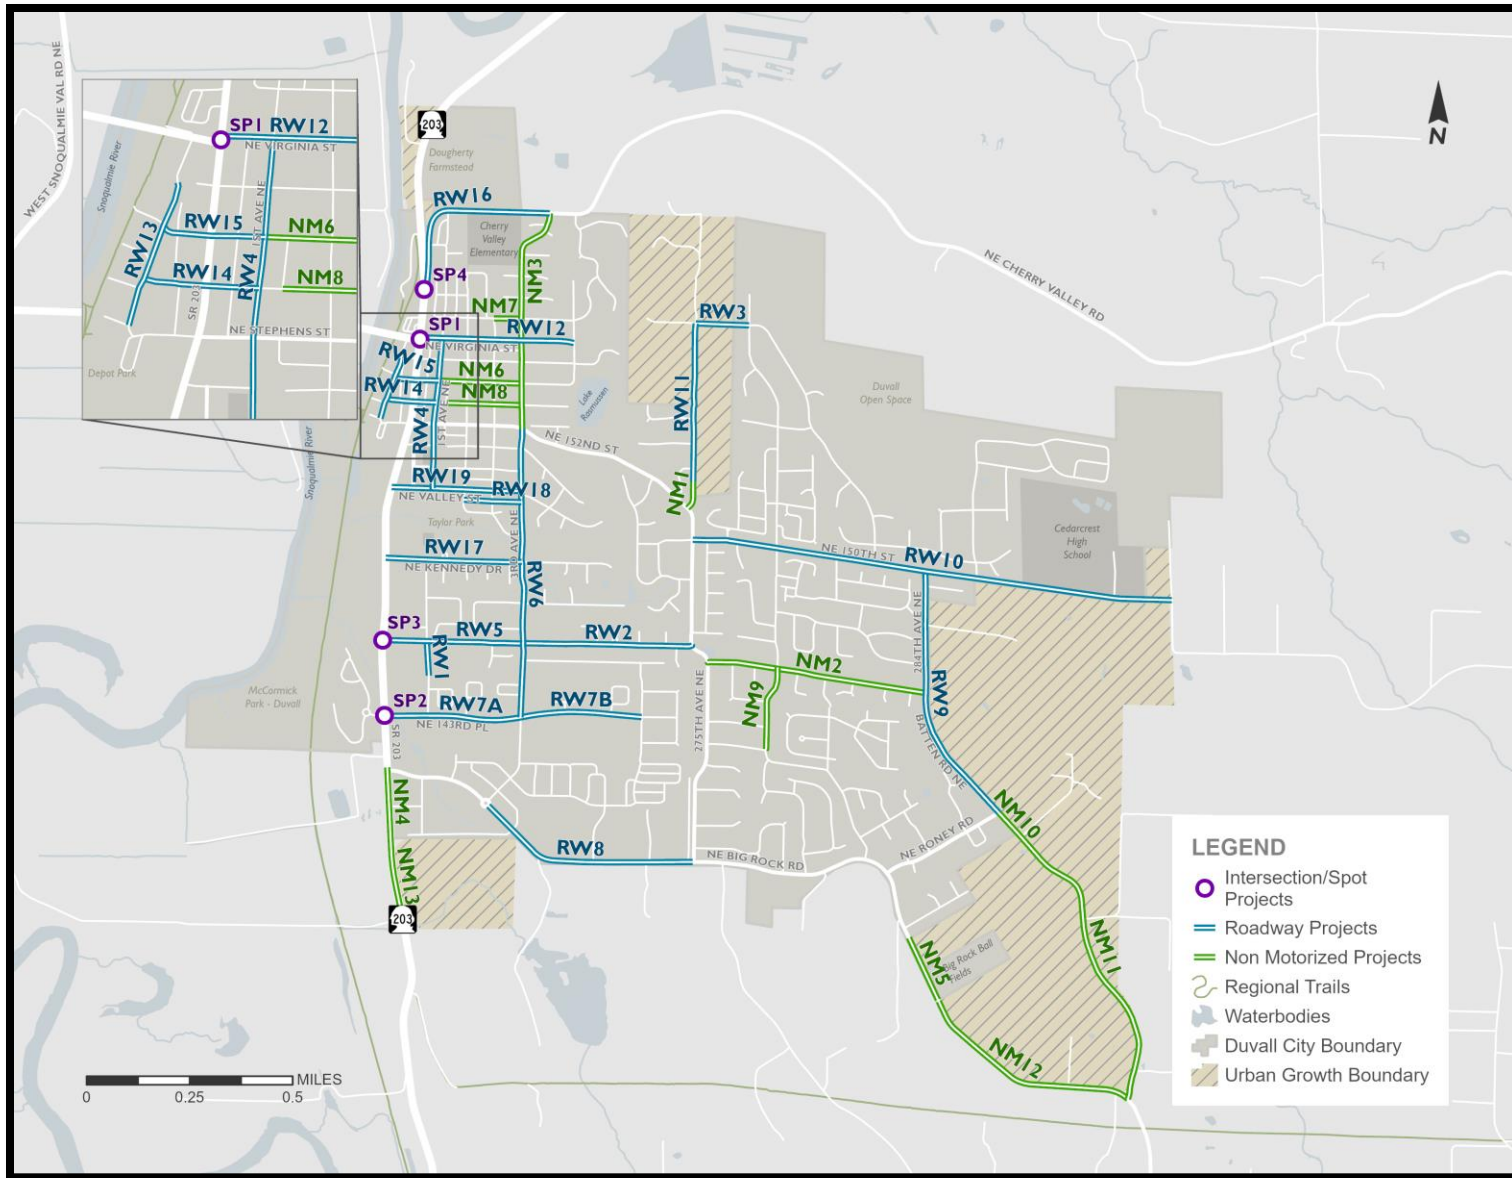 WEST SNOQUALMIE VAL RD NE
Snoqualmie River
SP1
RW12
NE VIRGINIA ST
1ST AVE NE
RW15
NM6
RW13
RW4
RW14
NM8
SR 203
NE STEPHENS ST
Depot Park
203
Dougherty
Farmstead
N
RW16
Cherry
Valley
Elementary
NM3
SP4
NE CHERRY VALLEY RD
NM7
RW3
SP1
RW12
NE VIRGINIA ST
RW15
NM6
RW14
NM8
1ST AVE NE
RW4
Lake
Rasmussen
RW11
Duvall
Open Space
Snoqualmie River
NE 152ND ST
RW19
NE VALLEY ST
RW18
NM1
Taylor Park
3RD AVE NE
Cedarcrest
High
School
RW17
NE KENNEDY DR
NE 150TH ST
RW10
RW6
284TH AVE NE
SP3
RW5
RW2
RW1
NM2
McCormick
Park - Duvall
SP2
RW7A
RW7B
NE 143RD PL
SR 203
275TH AVE NE
NM9
RW9
BATTEN RD NE
NM4
NM10
NE RONEY RD
RW8
NE BIG ROCK RD
NM13
203
NM11
NM5
Big Rock Ball
Fields
NM12
LEGEND
Intersection/Spot
Projects
Roadway Projects
Non Motorized Projects
Regional Trails
Waterbodies
Duvall City Boundary
Urban Growth Boundary
MILES
0 0.25 0.5